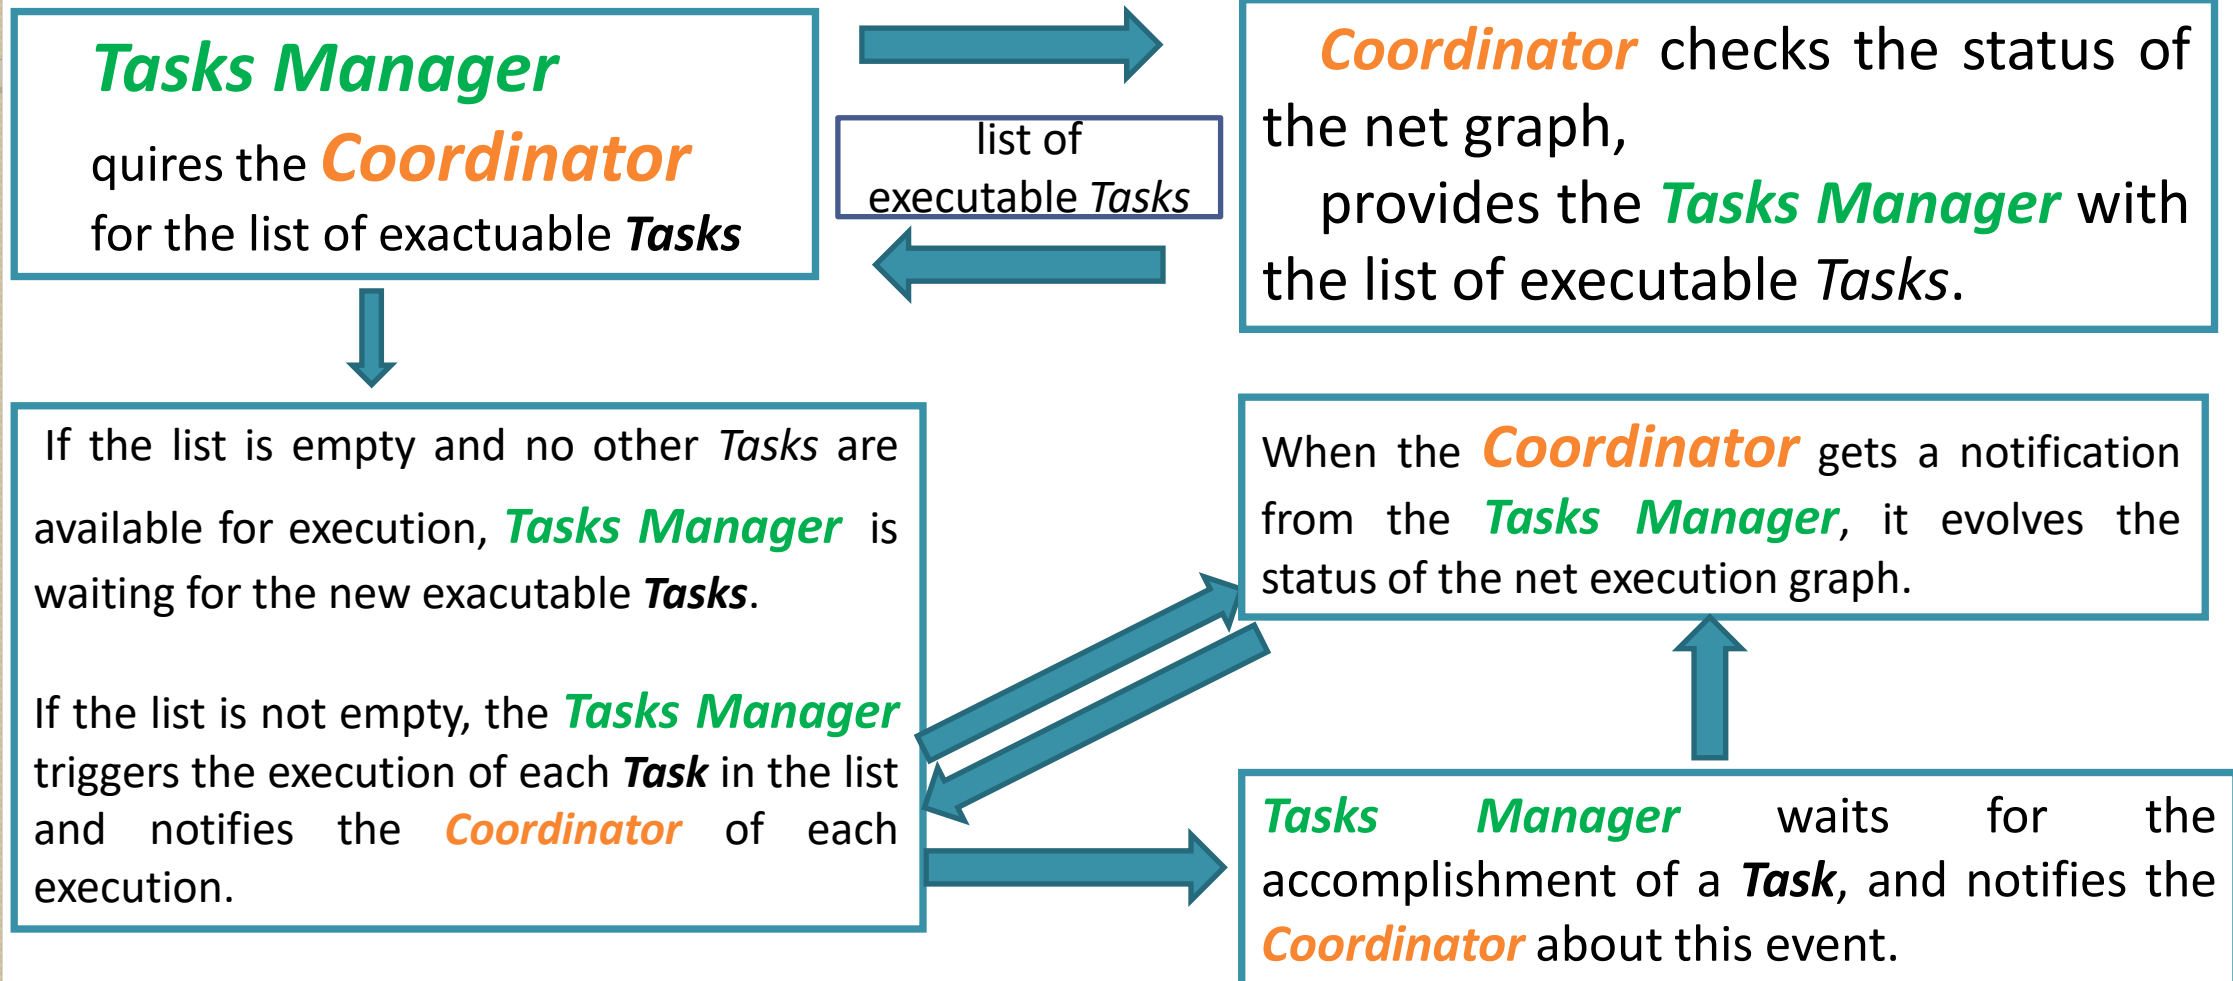 Tasks Manager
quires the Coordinator
for the list of exactuable Tasks
list of
executable Tasks
Coordinator checks the status of
the net graph,
provides the Tasks Manager with
the list of executable Tasks.
If the list is empty and no other Tasks are
available for execution, Tasks Manager is
waiting for the new exacutable Tasks.
If the list is not empty, the Tasks Manager
triggers the execution of each Task in the list
and notifies the Coordinator of each
execution.
When the Coordinator gets a notification
from the Tasks Manager, it evolves the
status of the net execution graph.
Tasks Manager waits for the
accomplishment of a Task, and notifies the
Coordinator about this event.